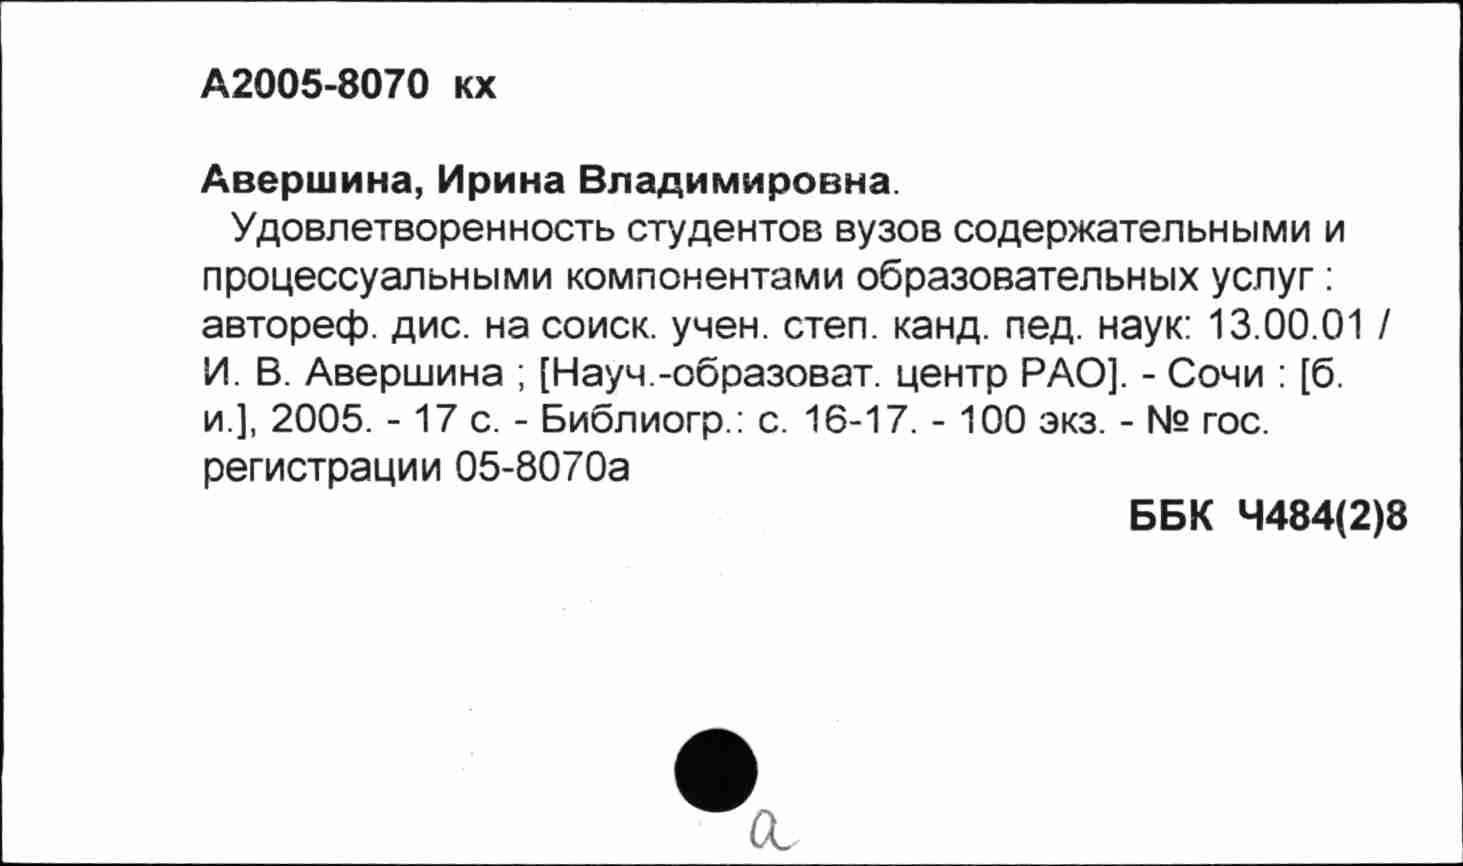 А2005-8070 кх
Авершина, Ирина Владимировна.
Удовлетворенность студентов вузов содержательными и
процессуальными компонентами образовательных услуг :
автореф. дис. на соиск. учен. степ. канд. пед. наук: 13.00.01 /
И. В. Авершина ; [Науч.-образоват. центр РАО]. - Сочи : [б.
и.], 2005. - 17 с. - Библиогр.: с. 16-17. - 100 экз. - № гос.
регистрации 05-8070а
ББК Ч484(2)8
а